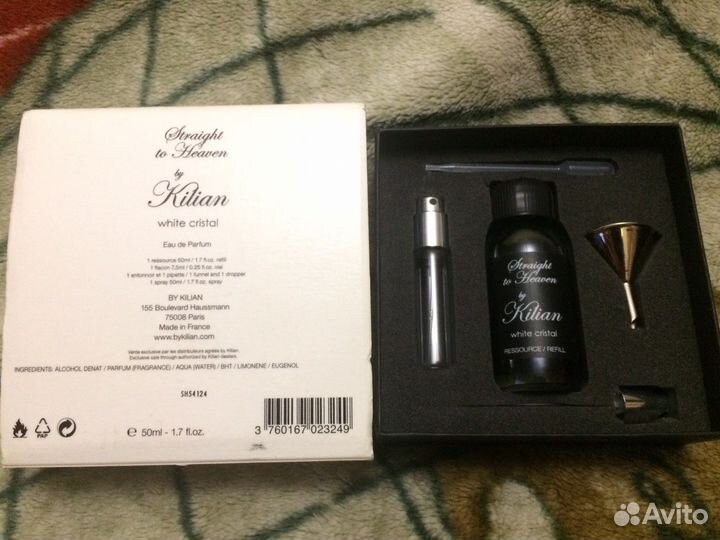 Straight
to Heaven
by
Kilian
white cristal
Eau de Parfum
1 ressource 50ml / 1.7 fl.oz. refill
1 flacon 7,5ml / 0.25 fl.oz. vial
1 entonnoir et 1 pipette / 1 funnel and 1 dropper
1 spray 50ml / 1.7 fl.oz. spray
BY KILIAN
155 Boulevard Haussmann
75008 Paris
Made in France
www.bykilian.com
Vente exclusive par les distributeurs agréés by Kilian.
Exclusive sale through authorized by Kilian dealers.
INGREDIENTS: ALCOHOL DENAT / PARFUM (FRAGRANCE) / AQUA (WATER) / BHT / LIMONENE / EUGENOL
SH54124
PAP
e 50ml - 1.7 fl.oz.
3 760167 023249
Straight
to Heaven
by
Kilian
white cristal
RESSOURCE / REFILL
Avito